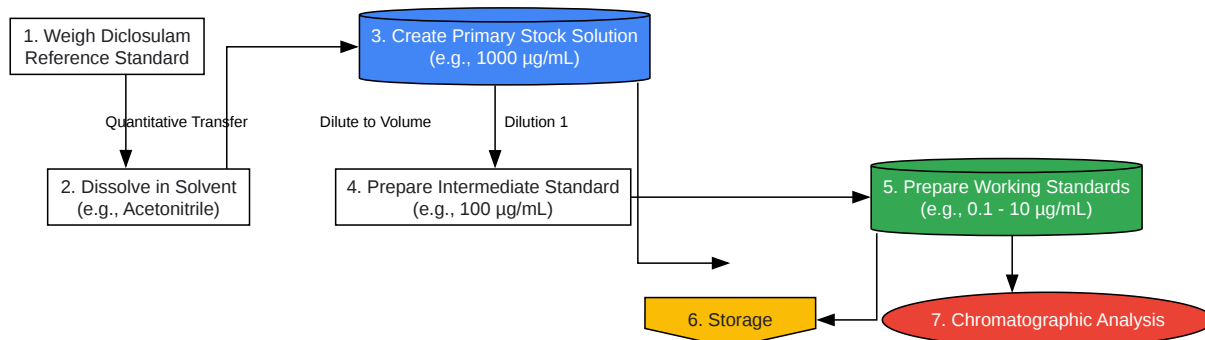 1. Weigh Diclosulam
Reference Standard
3. Create Primary Stock Solution
(e.g., 1000 µg/mL)
Quantitative Transfer
Dilute to Volume
Dilution 1
2. Dissolve in Solvent
(e.g., Acetonitrile)
4. Prepare Intermediate Standard
(e.g., 100 µg/mL)
5. Prepare Working Standards
(e.g., 0.1 - 10 µg/mL)
6. Storage
7. Chromatographic Analysis